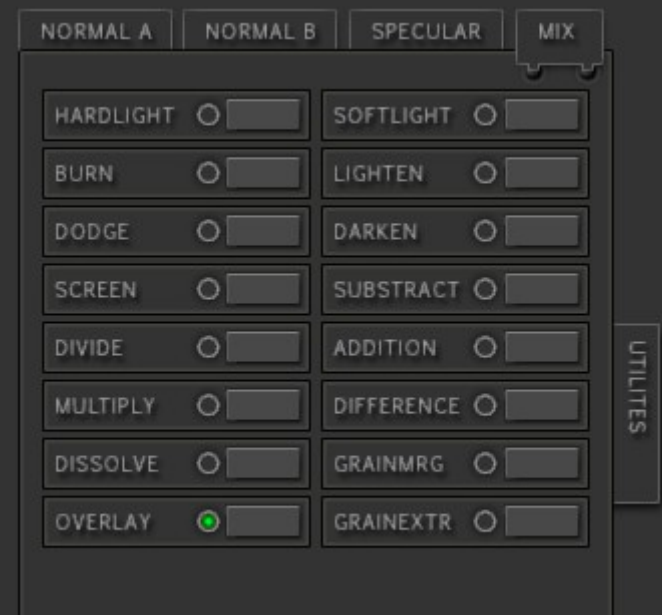 NORMAL A NORMAL B SPECULAR MIX
HARDLIGHT SOFTLIGHT
BURN LIGHTEN
DODGE DARKEN
SCREEN SUBSTRACT
DIVIDE ADDITION
MULTIPLY DIFFERENCE
DISSOLVE GRAINMRG
OVERLAY GRAINEXTR
UTILITES